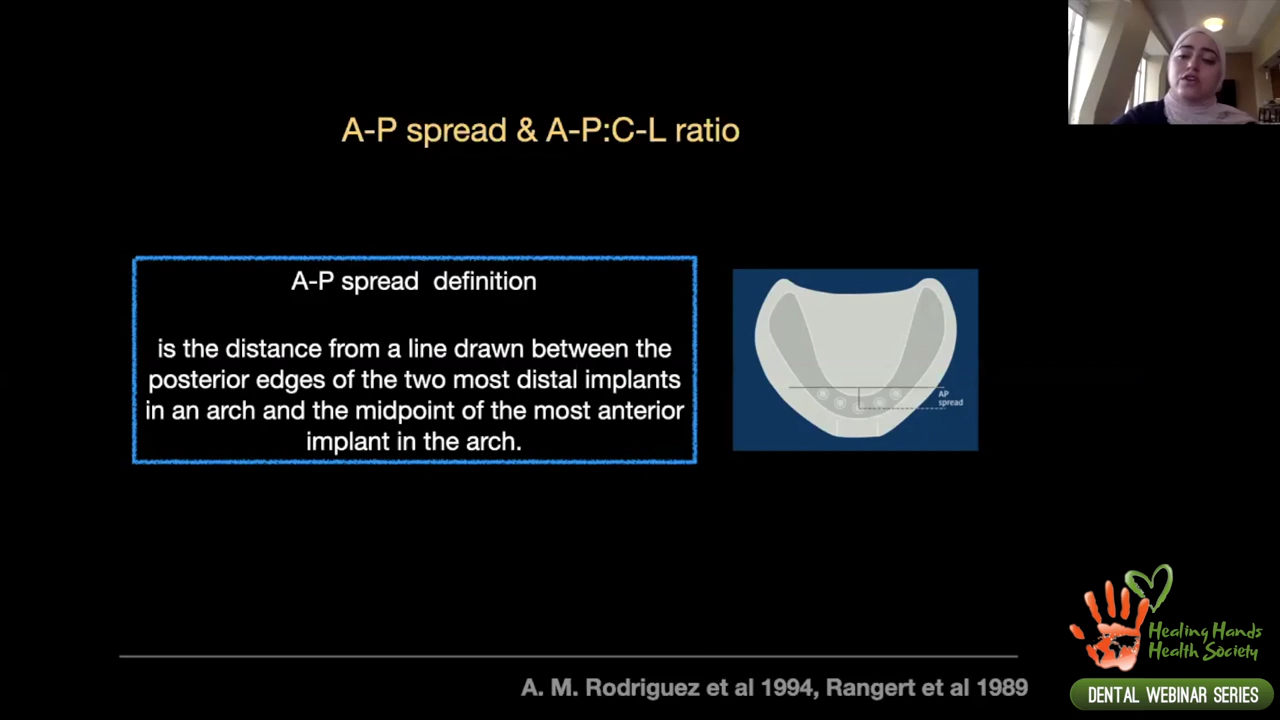 A-P spread & A-P:C-L ratio
A-P spread definition
is the distance from a line drawn between the
posterior edges of the two most distal implants
in an arch and the midpoint of the most anterior
implant in the arch.
AP
spread
A. M. Rodriguez et al 1994, Rangert et al 1989
Healing Hands
Health Society
DENTAL WEBINAR SERIES